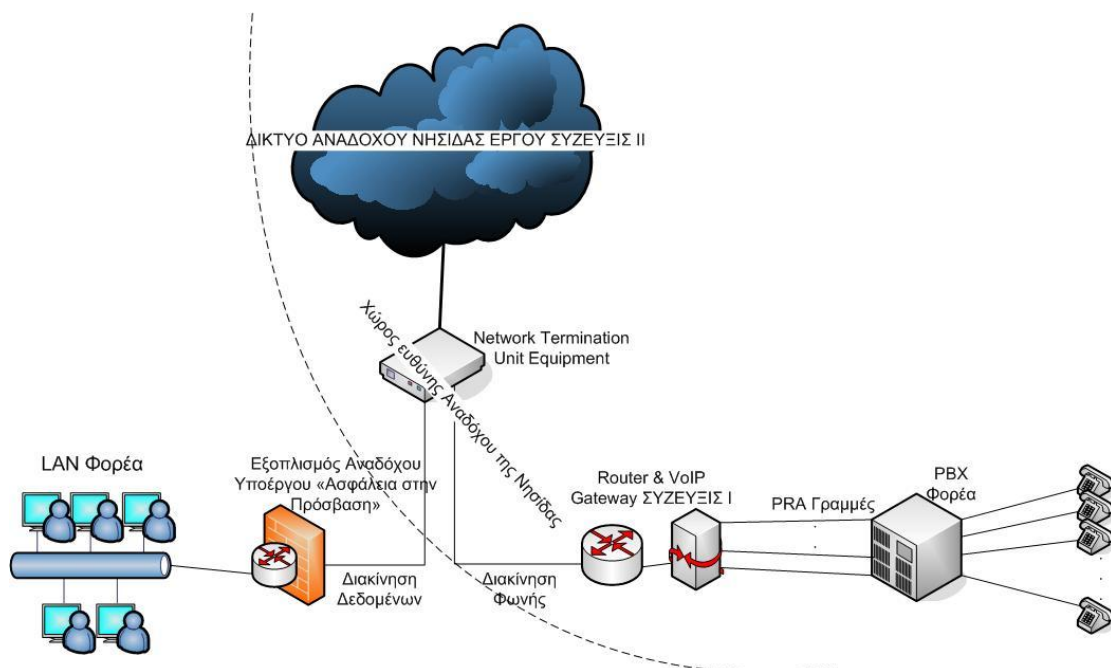 ΔΙΚΤΥΟ ΑΝΑΔΟΧΟΥ ΝΗΣΙΔΑΣ ΕΡΓΟΥ ΣΥΖΕΥΞΙΣ ΙΙ
Network Termination
Unit Equipment
Χώρος ευθύνης Αναδόχου της Νησίδας
LAN Φορέα
Εξοπλισμός Αναδόχου
Υποέργου «Ασφάλεια στην
Πρόσβαση»
Διακίνηση
Δεδομένων
Διακίνηση
Φωνής
Router & VoIP
Gateway ΣΥΖΕΥΞΙΣ Ι
PRA Γραμμές
PBX
Φορέα